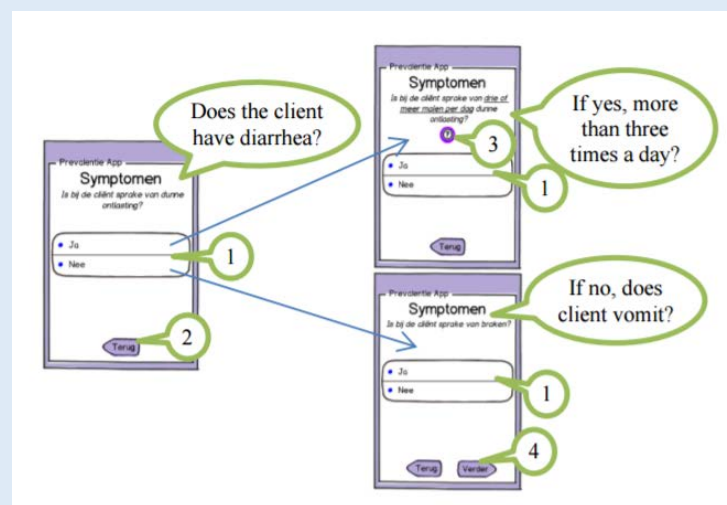 Does the client
have diarrhea?
Prevalentie App
Symptomen
Is bij de cliënt sprake van dunne
ontlasting?
Ja
Nee
1
Terug
2
Prevalentie App
Symptomen
Is bij de cliënt sprake van drie of
meer malen per dag dunne
ontlasting?
If yes, more
than three
times a day?
?
3
Ja
Nee
1
Terug
Prevalentie App
Symptomen
Is bij de cliënt sprake van braken?
If no, does
client vomit?
Ja
Nee
1
Terug
Verder
4